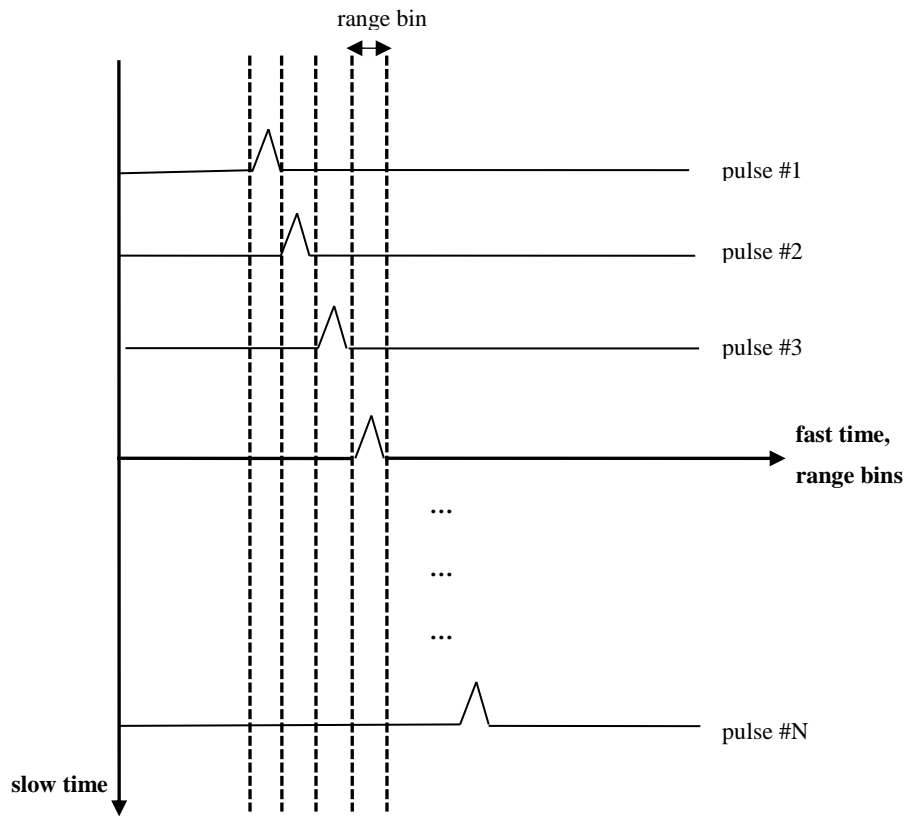 range bin
pulse #1
pulse #2
pulse #3
fast time,
range bins
...
...
...
pulse #N
slow time